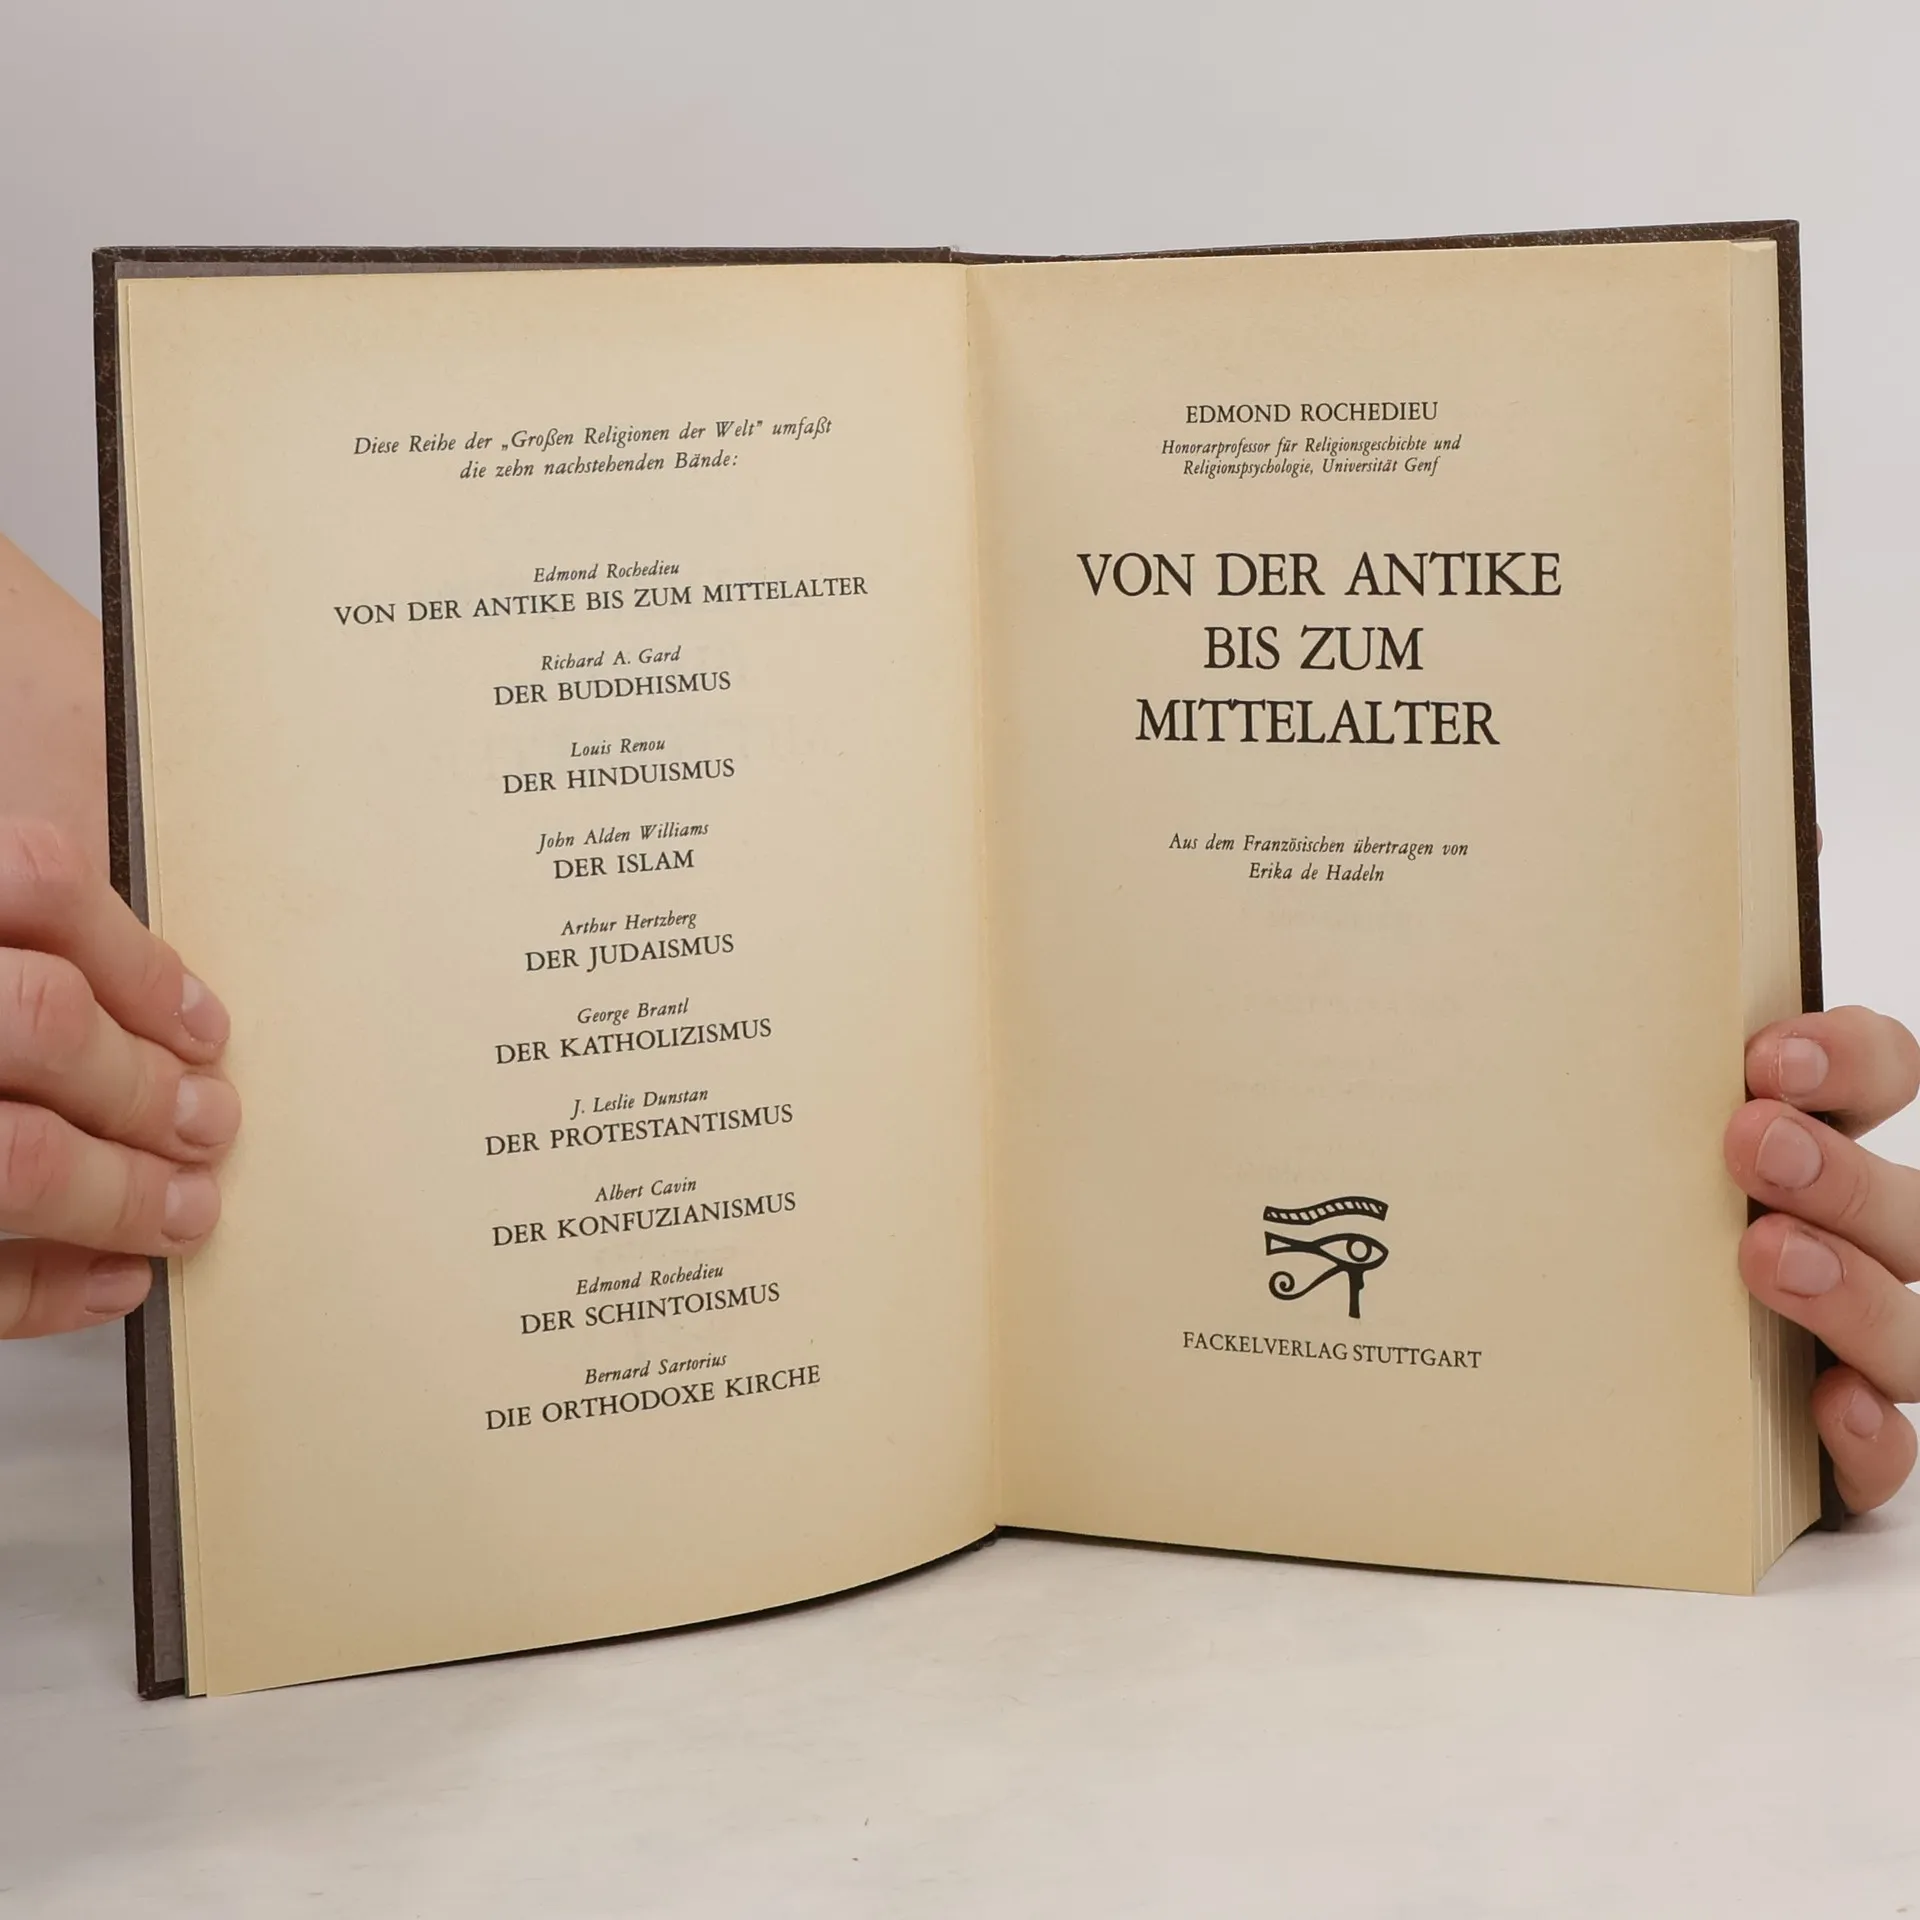 Diese Reihe der „Großen Religionen der Welt" umfaßt
die zehn nachstehenden Bände:
Edmond Rochedieu
VON DER ANTIKE BIS ZUM MITTELALTER
Richard A. Gard
DER BUDDHISMUS
Louis Renou
DER HINDUISMUS
John Alden Williams
DER ISLAM
Arthur Hertzberg
DER JUDAISMUS
George Brantl
DER KATHOLIZISMUS
J. Leslie Dunstan
DER PROTESTANTISMUS
Albert Cavin
DER KONFUZIANISMUS
Edmond Rochedieu
DER SCHINTOISMUS
Bernard Sartorius
DIE ORTHODOXE KIRCHE
EDMOND ROCHEDIEU
Honorarprofessor für Religionsgeschichte und
Religionspsychologie, Universität Genf
VON DER ANTIKE
BIS ZUM
MITTELALTER
Aus dem Französischen übertragen von
Erika de Hadeln
FACKELVERLAG STUTTGART